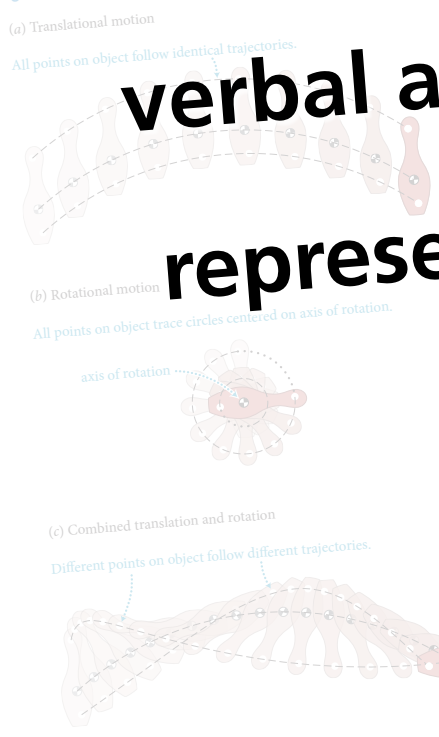 (a) Translational motion
All points on object follow identical trajectories.
verbal a
represe
(b) Rotational motion
All points on object trace circles centered on axis of rotation.
axis of rotation
(c) Combined translation and rotation
Different points on object follow different trajectories.